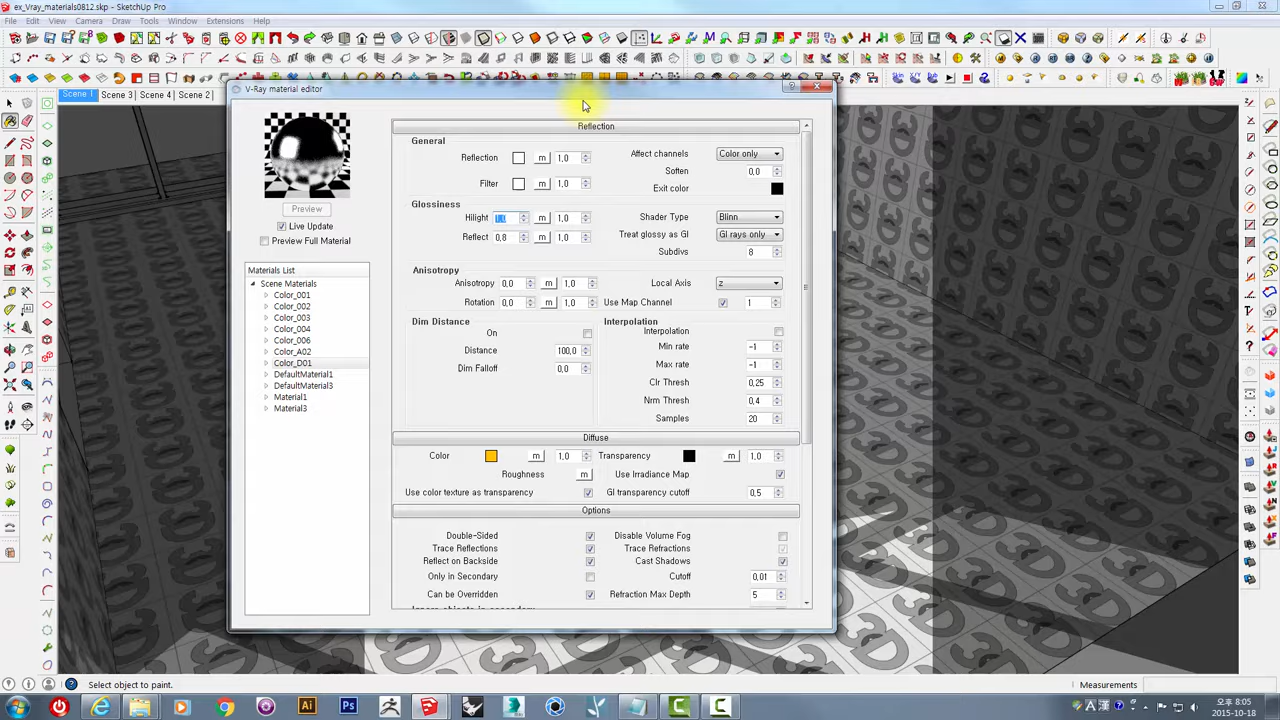 ex_Vray_materials0812.skp - SketchUp Pro
File Edit View Camera Draw Tools Window Extensions Help
Scene 1 Scene 3 Scene 4 Scene 2
V-Ray material editor
Reflection
General
Reflection m 1,0 Affect channels Color only
Soften 0,0
Filter m 1,0 Exit color
Glossiness
Hilight m 1,0 Shader Type Blinn
Reflect 0,8 m 1,0 Treat glossy as GI GI rays only
Subdivs 8
Anisotropy
Anisotropy 0,0 m 1,0 Local Axis z
Rotation 0,0 m 1,0 Use Map Channel 1
Dim Distance Interpolation
On Interpolation
Distance 100,0 Min rate -1
Dim Falloff 0,0 Max rate -1
Clr Thresh 0,25
Nrm Thresh 0,4
Samples 20
Diffuse
Color m 1,0 Transparency m 1,0
Roughness m Use Irradiance Map
Use color texture as transparency GI transparency cutoff 0,5
Options
Double-Sided Disable Volume Fog
Trace Reflections Trace Refractions
Reflect on Backside Cast Shadows
Only in Secondary Cutoff 0,01
Can be Overridden Refraction Max Depth 5
Preview
Live Update
Preview Full Material
Materials List
Scene Materials
Color_001
Color_002
Color_003
Color_004
Color_006
Color_A02
Color_D01
DefaultMaterial1
DefaultMaterial3
Material1
Material3
Select object to paint.
Measurements
오후 8:05
2015-10-18